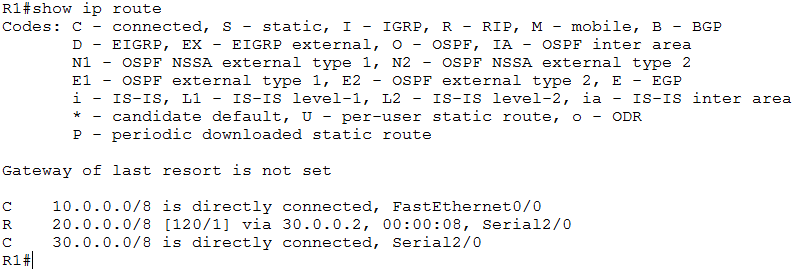 R1#show ip route
Codes: C - connected, S - static, I - IGRP, R - RIP, M - mobile, B - BGP
       D - EIGRP, EX - EIGRP external, O - OSPF, IA - OSPF inter area
       N1 - OSPF NSSA external type 1, N2 - OSPF NSSA external type 2
       E1 - OSPF external type 1, E2 - OSPF external type 2, E - EGP
       i - IS-IS, L1 - IS-IS level-1, L2 - IS-IS level-2, ia - IS-IS inter area
       * - candidate default, U - per-user static route, o - ODR
       P - periodic downloaded static route

Gateway of last resort is not set

C    10.0.0.0/8 is directly connected, FastEthernet0/0
R    20.0.0.0/8 [120/1] via 30.0.0.2, 00:00:08, Serial2/0
C    30.0.0.0/8 is directly connected, Serial2/0
R1#